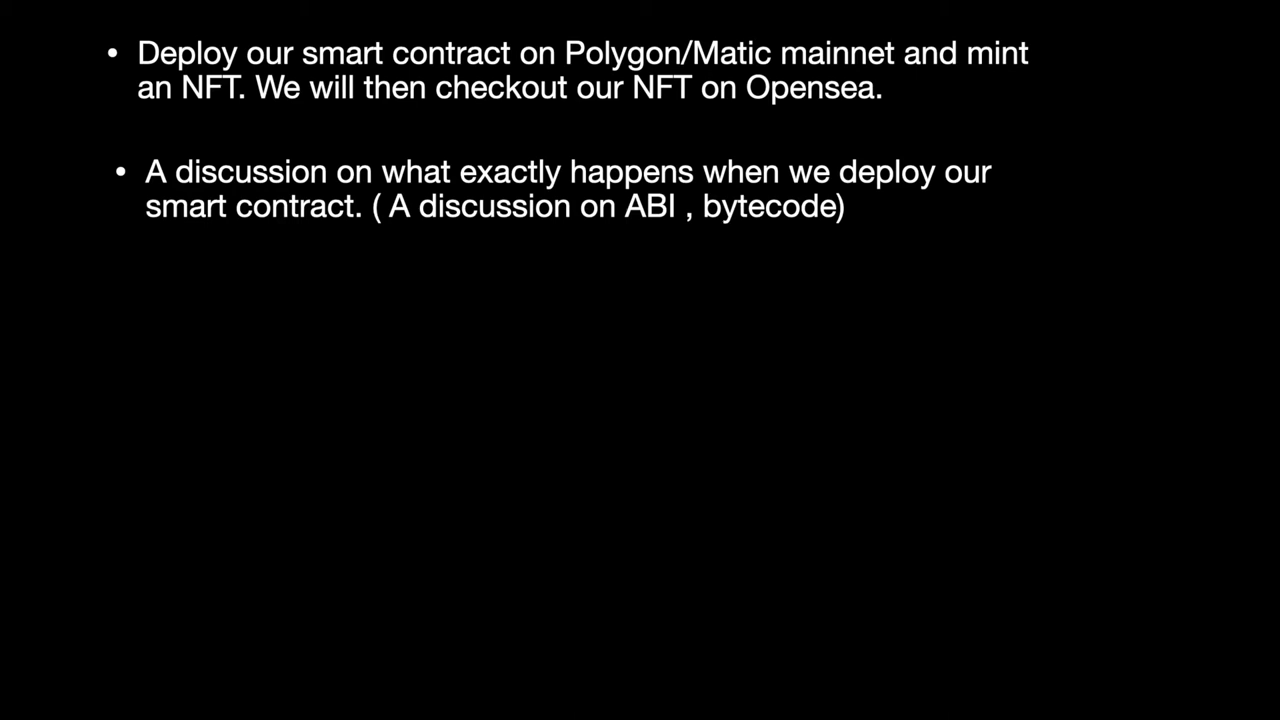 • Deploy our smart contract on Polygon/Matic mainnet and mint
an NFT. We will then checkout our NFT on Opensea.
• A discussion on what exactly happens when we deploy our
smart contract. ( A discussion on ABI , bytecode)